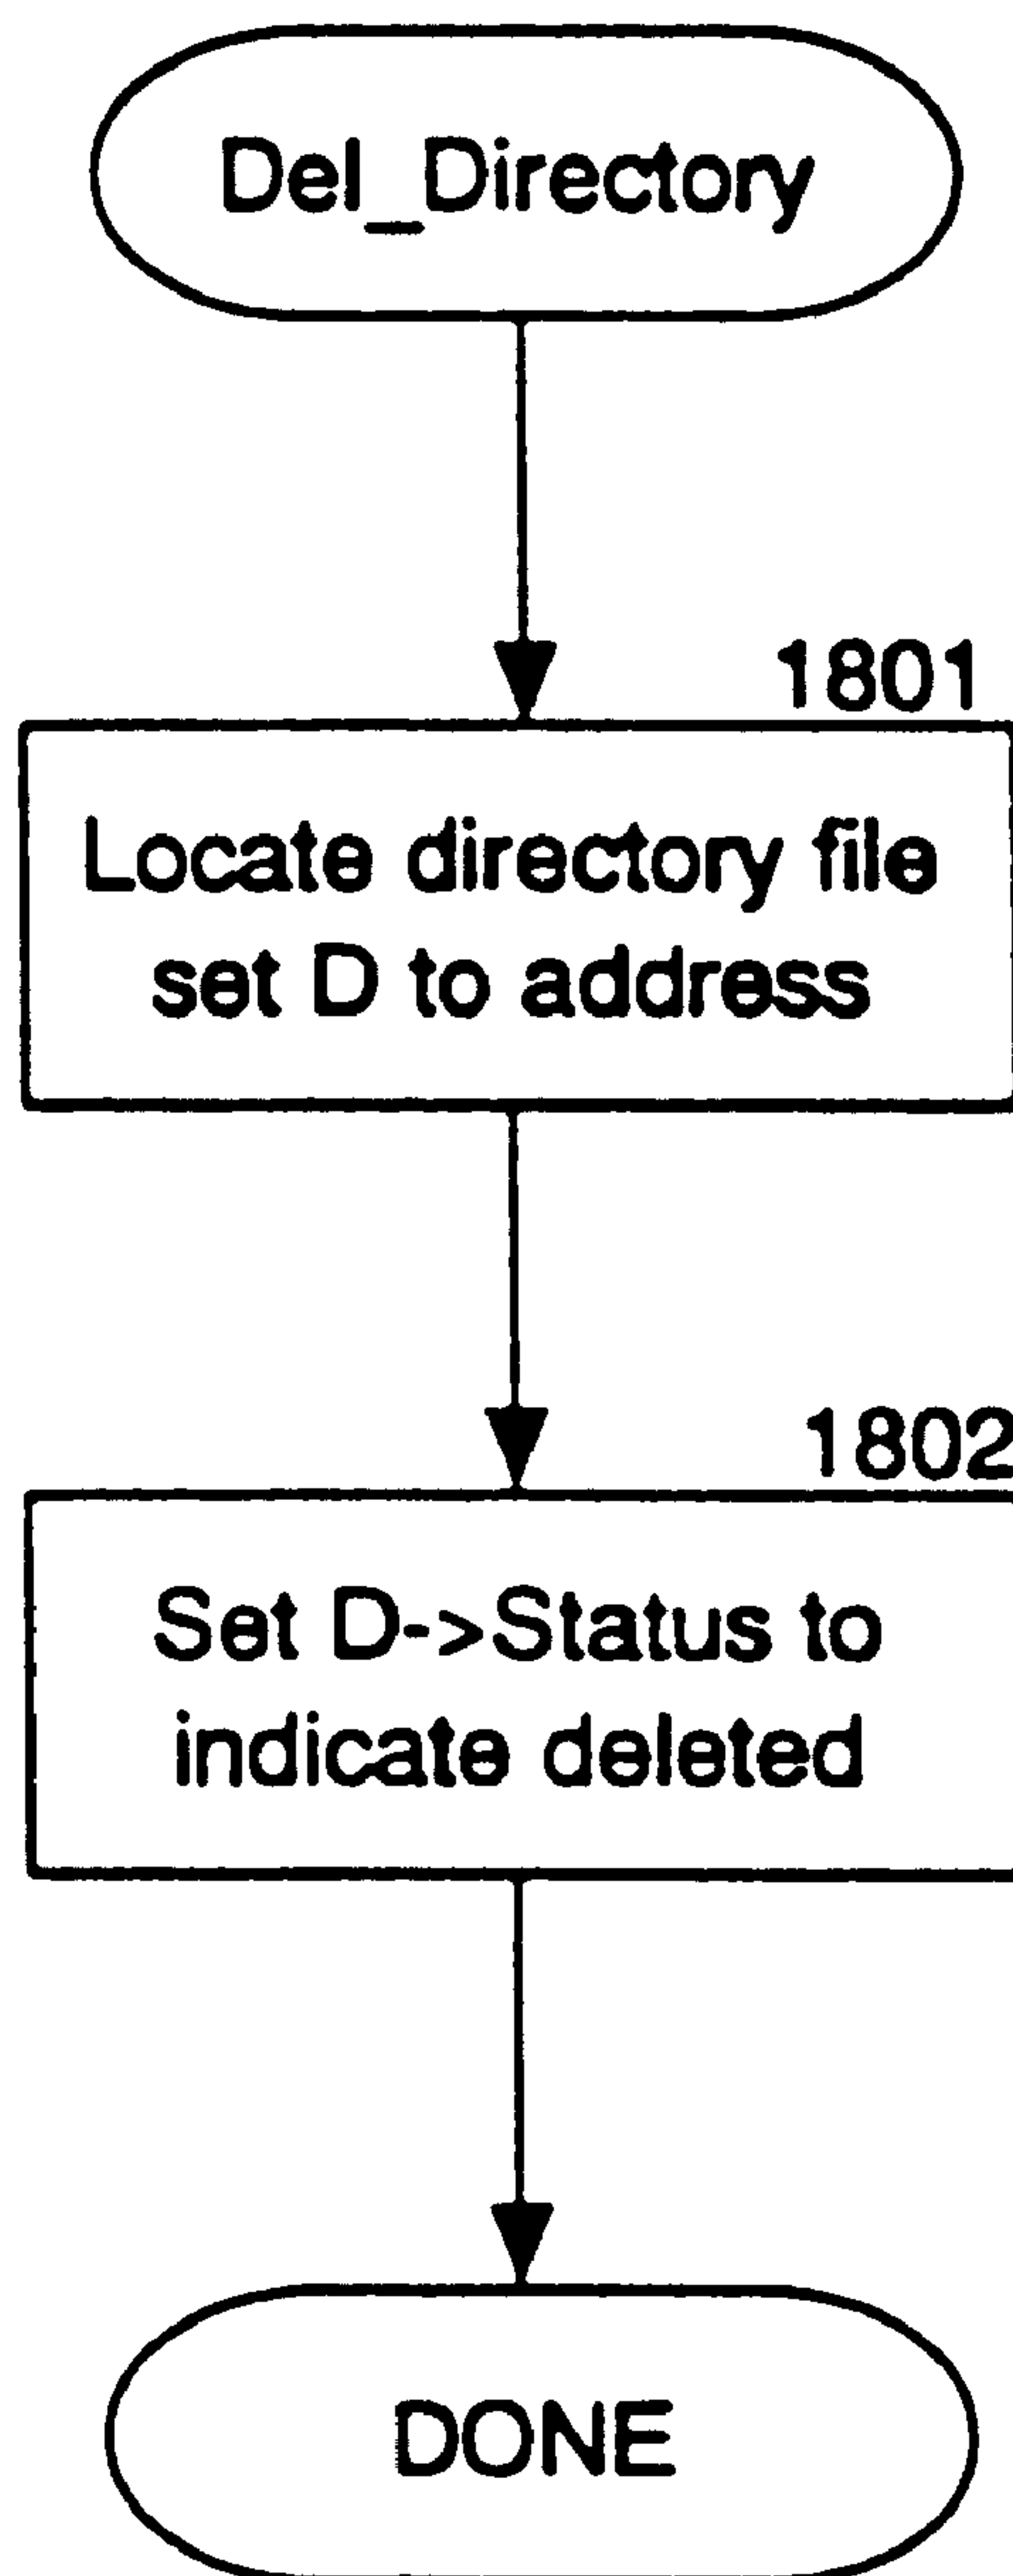 Del_Directory
1801
Locate directory file
set D to address
1802
Set D->Status to
indicate deleted
DONE